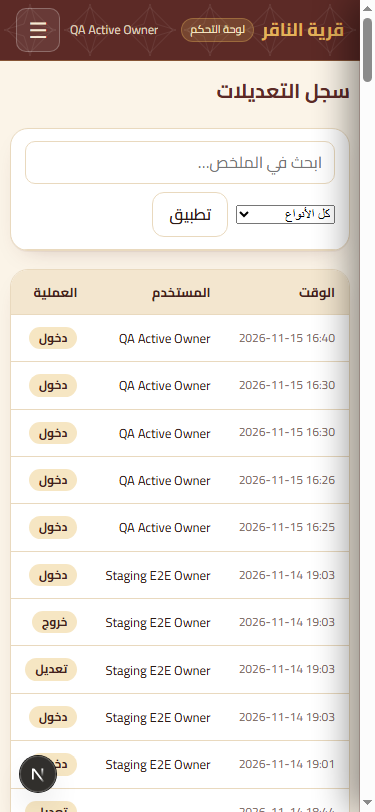 قرية الناقر لوحة التحكم QA Active Owner
سجل التعديلات
ابحث في الملخص...
كل الأنواع تطبيق
الوقت المستخدم العملية
2026-11-15 16:40 QA Active Owner دخول
2026-11-15 16:30 QA Active Owner دخول
2026-11-15 16:30 QA Active Owner دخول
2026-11-15 16:26 QA Active Owner دخول
2026-11-15 16:25 QA Active Owner دخول
2026-11-14 19:03 Staging E2E Owner دخول
2026-11-14 19:03 Staging E2E Owner خروج
2026-11-14 19:03 Staging E2E Owner تعديل
2026-11-14 19:03 Staging E2E Owner دخول
2026-11-14 19:01 Staging E2E Owner
N